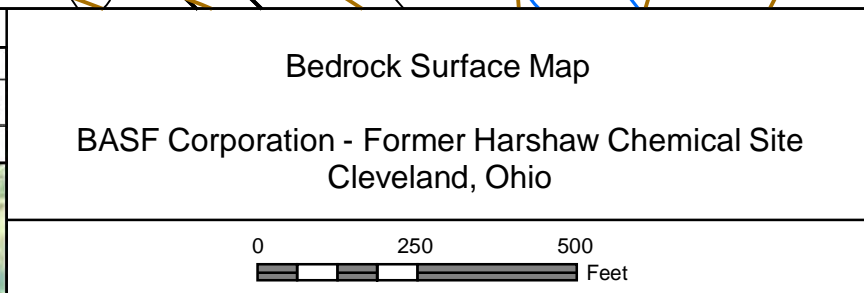 Bedrock Surface Map
BASF Corporation - Former Harshaw Chemical Site
Cleveland, Ohio
0 250 500
Feet